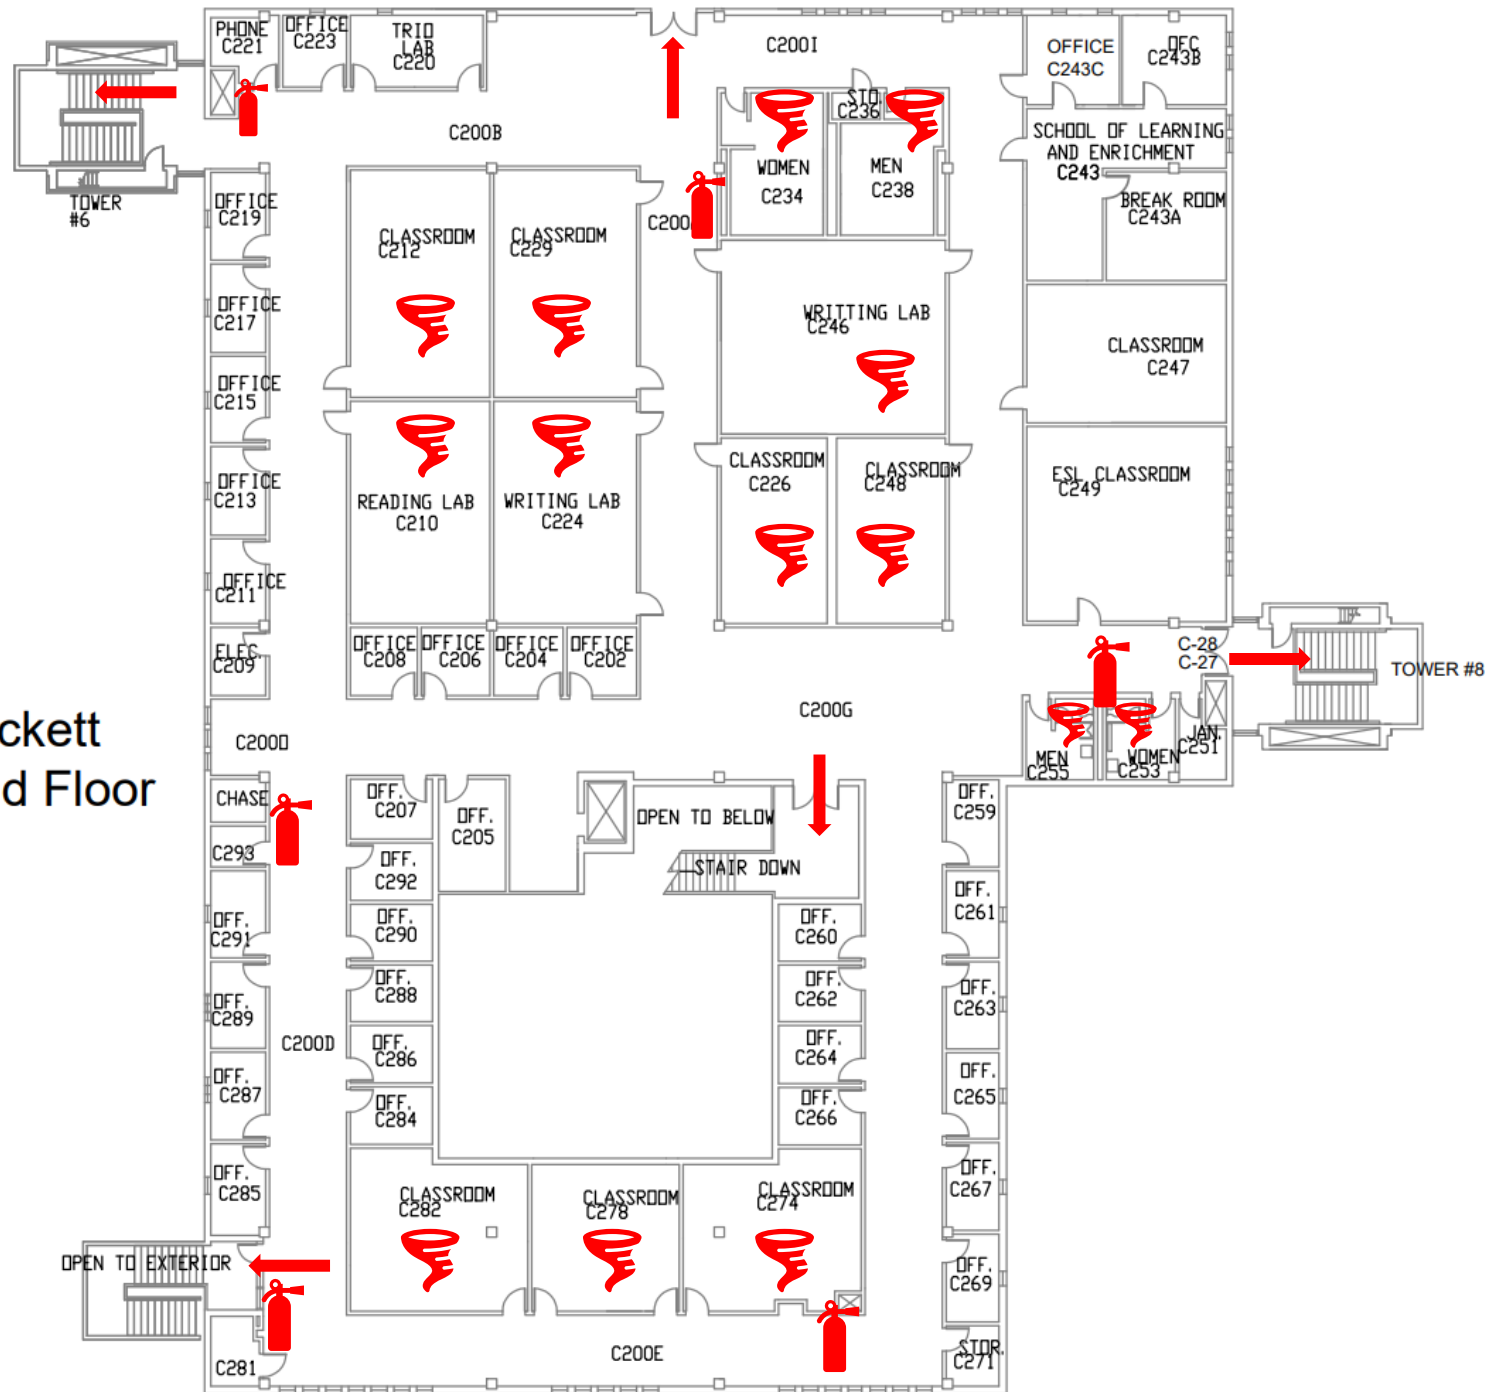 PHONE
C221
OFFICE
C223
TRIO
LAB
C220
C200I
OFFICE
C243C
OFC
C243B
C200B
STO.
C236
WOMEN
C234
MEN
C238
SCHOOL OF LEARNING
AND ENRICHMENT
C243
BREAK ROOM
C243A
TOWER
#6
OFFICE
C219
CLASSROOM
C212
CLASSROOM
C229
C200
OFFICE
C217
WRITTING LAB
C246
CLASSROOM
C247
OFFICE
C215
OFFICE
C213
READING LAB
C210
WRITING LAB
C224
CLASSROOM
C226
CLASSROOM
C248
ESL CLASSROOM
C249
OFFICE
C211
ELEC
C209
OFFICE
C208
OFFICE
C206
OFFICE
C204
OFFICE
C202
C-28
C-27
TOWER #8
ckett
d Floor
C200D
C200G
MEN
C255
WOMEN
C253
JAN.
C251
CHASE
C293
OFF.
C207
OFF.
C205
OPEN TO BELOW
STAIR DOWN
OFF.
C259
OFF.
C292
OFF.
C291
OFF.
C290
OFF.
C260
OFF.
C261
OFF.
C289
OFF.
C288
OFF.
C262
OFF.
C263
C200D
OFF.
C286
OFF.
C264
OFF.
C287
OFF.
C284
OFF.
C266
OFF.
C265
OFF.
C285
CLASSROOM
C282
CLASSROOM
C278
CLASSROOM
C274
OFF.
C267
OPEN TO EXTERIOR
OFF.
C269
C281
C200E
STOR.
C271